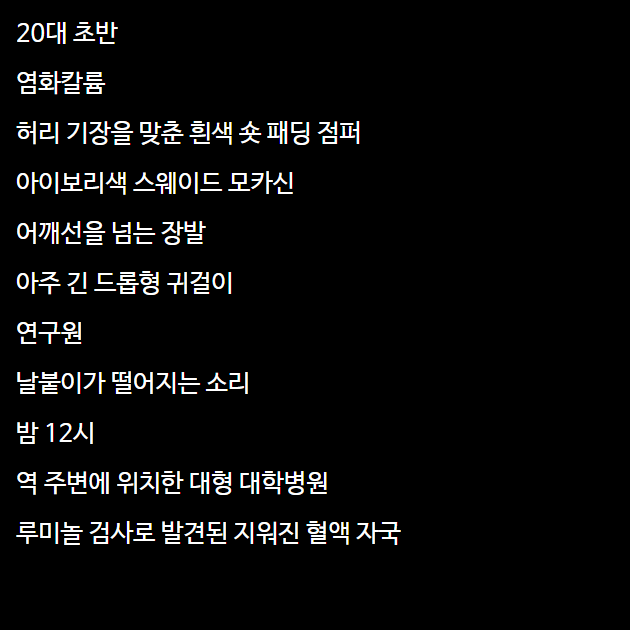 20대 초반
염화칼륨
허리 기장을 맞춘 흰색 숏 패딩 점퍼
아이보리색 스웨이드 모카신
어깨선을 넘는 장발
아주 긴 드롭형 귀걸이
연구원
날붙이가 떨어지는 소리
밤 12시
역 주변에 위치한 대형 대학병원
루미놀 검사로 발견된 지워진 혈액 자국